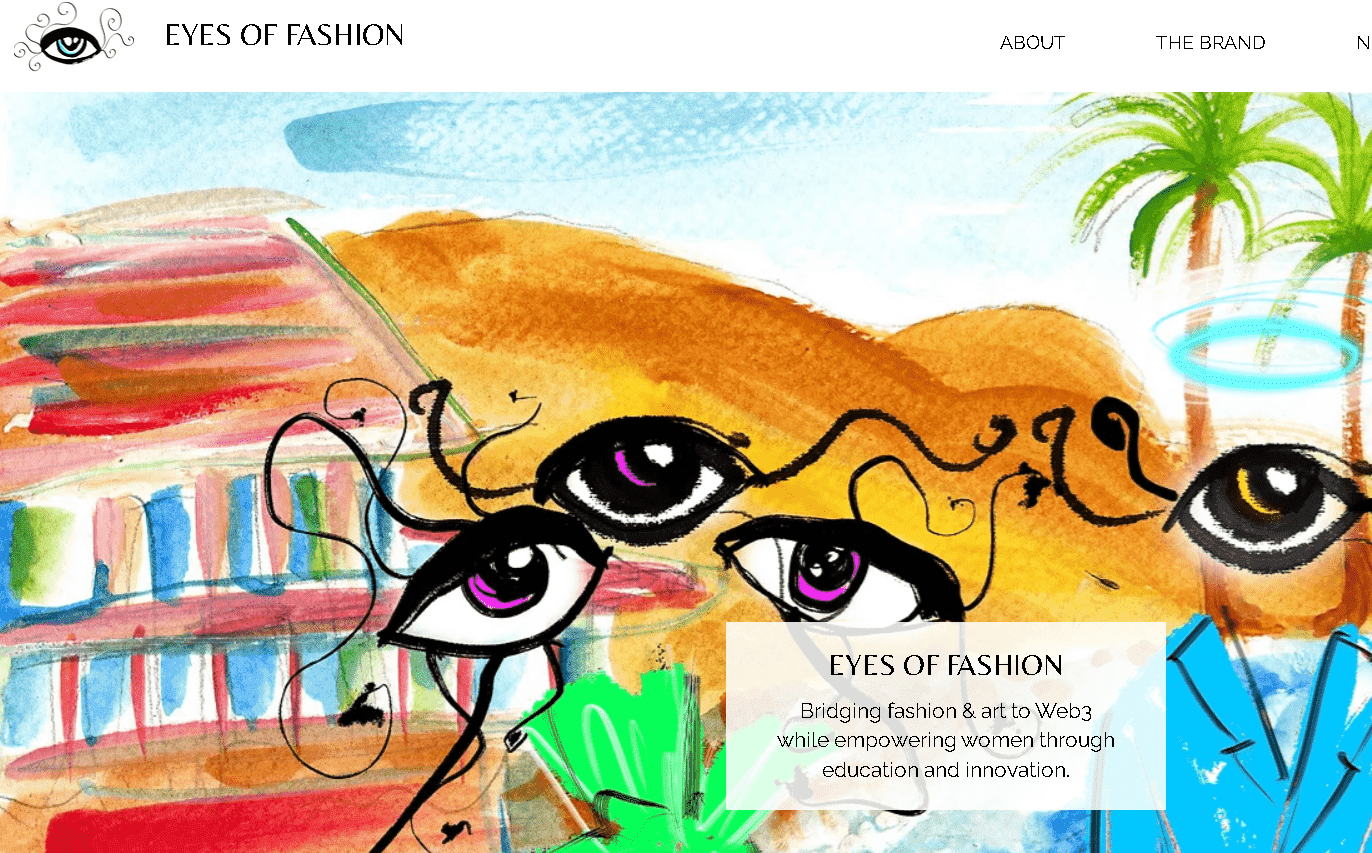 EYES OF FASHION
ABOUT THE BRAND N
EYES OF FASHION
Bridging fashion & art to Web3
while empowering women through
education and innovation.